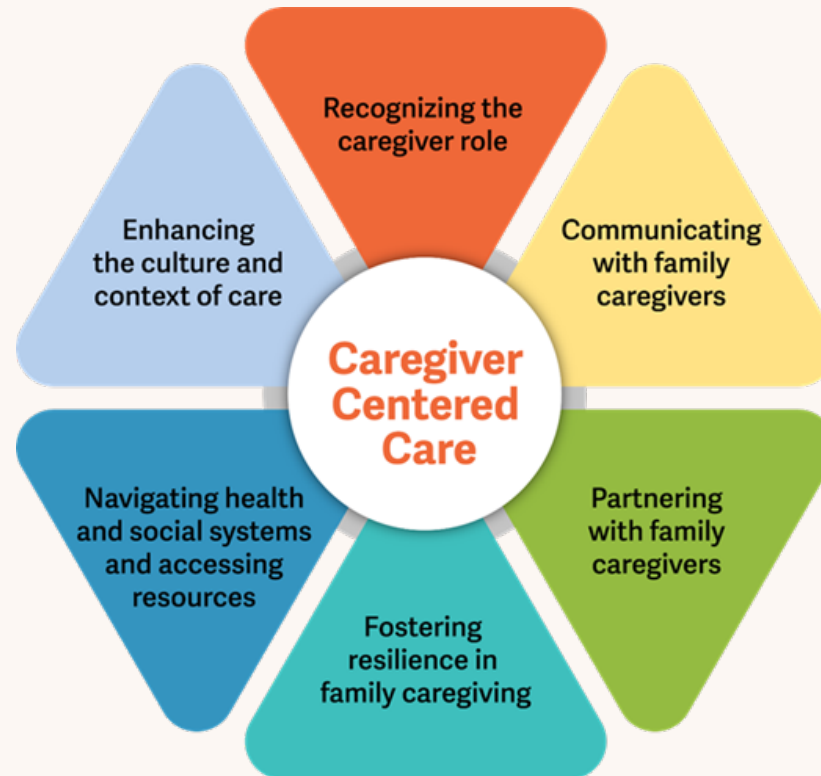 Recognizing the
caregiver role
Communicating
with family
caregivers
Partnering
with family
caregivers
Fostering
resilience in
family caregiving
Navigating health
and social systems
and accessing
resources
Enhancing
the culture and
context of care
Caregiver
Centered
Care